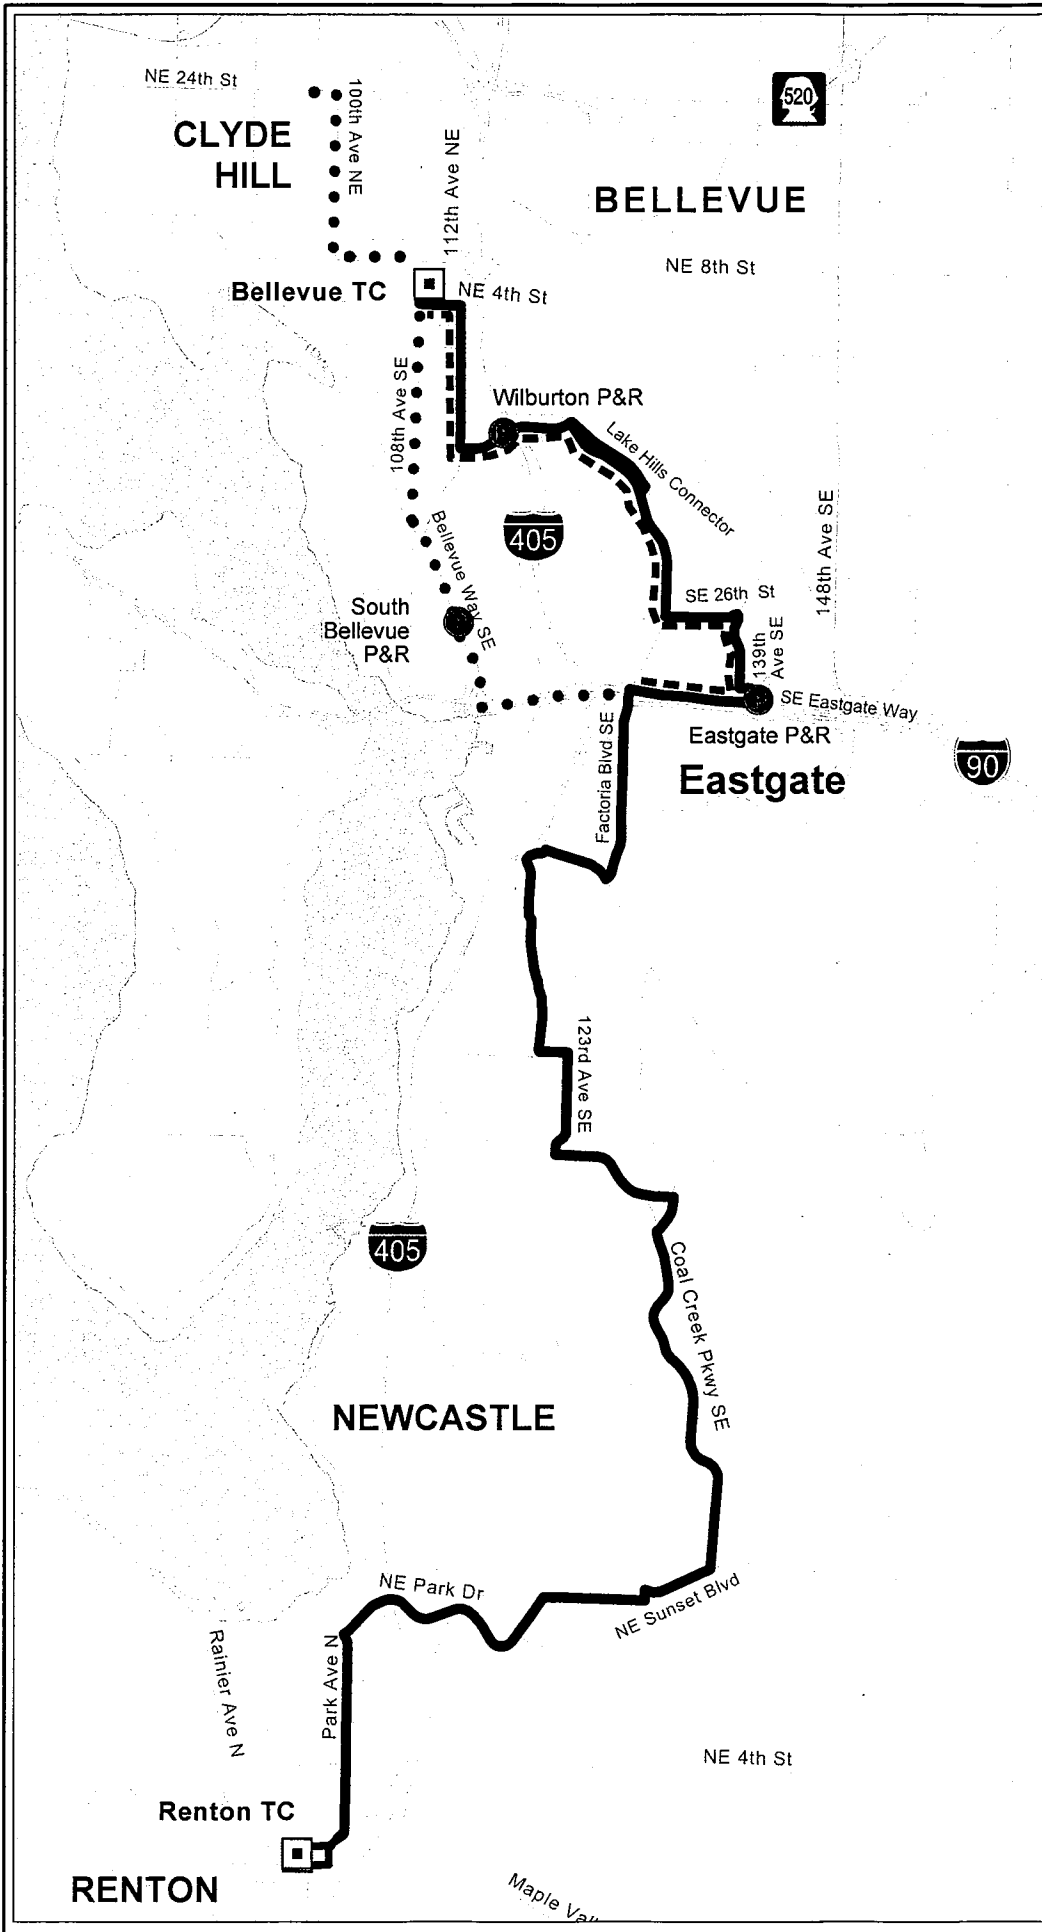 NE 24th St
100th Ave NE
520
CLYDE
HILL
112th Ave NE
BELLEVUE
NE 8th St
Bellevue TC
NE 4th St
108th Ave SE
Wilburton P&R
Lake Hills Connector
405
Bellevue Way SE
148th Ave SE
SE 26th St
South
Bellevue
P&R
139th
Ave SE
SE Eastgate Way
Factoria Blvd SE
Eastgate P&R
Eastgate
90
123rd Ave SE
405
Coal Creek Pkwy SE
NEWCASTLE
NE Park Dr
NE Sunset Blvd
Rainier Ave N
Park Ave N
NE 4th St
Renton TC
RENTON
Maple Val